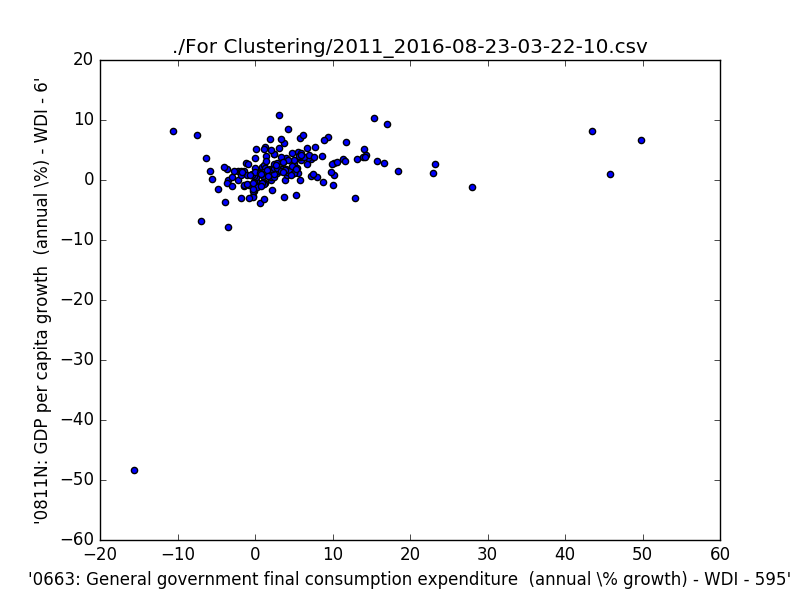 ./For Clustering/2011_2016-08-23-03-22-10.csv
20
10
0
−10
−20
−30
−40
−50
−60
'0811N: GDP per capita growth  (annual \%) - WDI - 6'
−20 −10 0 10 20 30 40 50 60
'0663: General government final consumption expenditure  (annual \% growth) - WDI - 595'